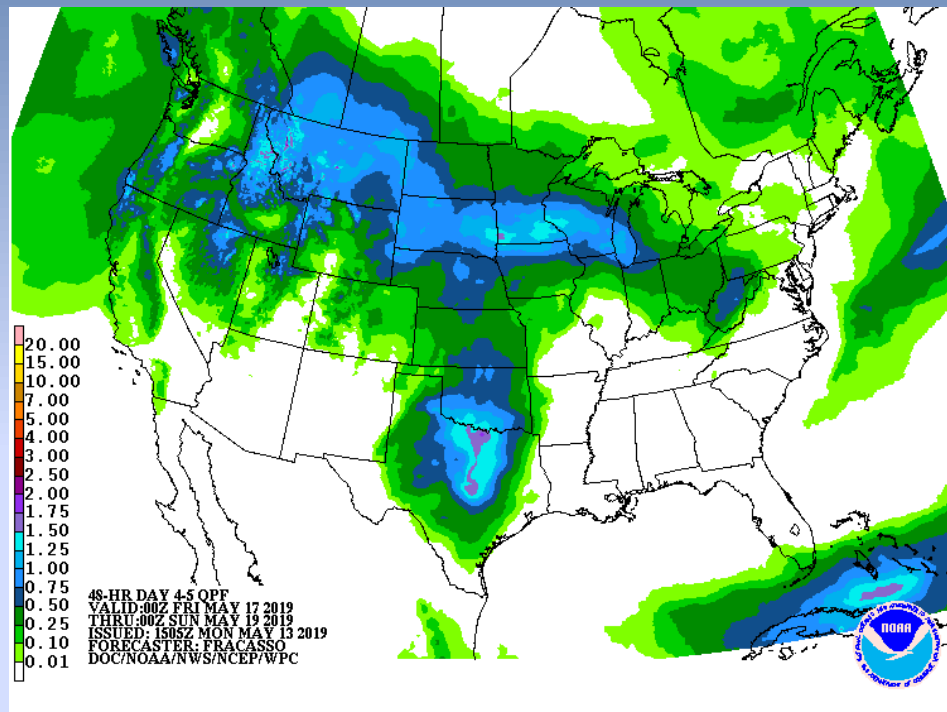 20.00
15.00
10.00
7.00
5.00
4.00
3.00
2.50
2.00
1.75
1.50
1.25
1.00
0.75
0.50
0.25
0.10
0.01
48-HR DAY 4-5 QPF
VALID:00Z FRI MAY 17 2019
THRU:00Z SUN MAY 19 2019
ISSUED: 1505Z MON MAY 13 2019
FORECASTER: FRACASSO
DOC/NOAA/NWS/NCEP/WPC
NOAA